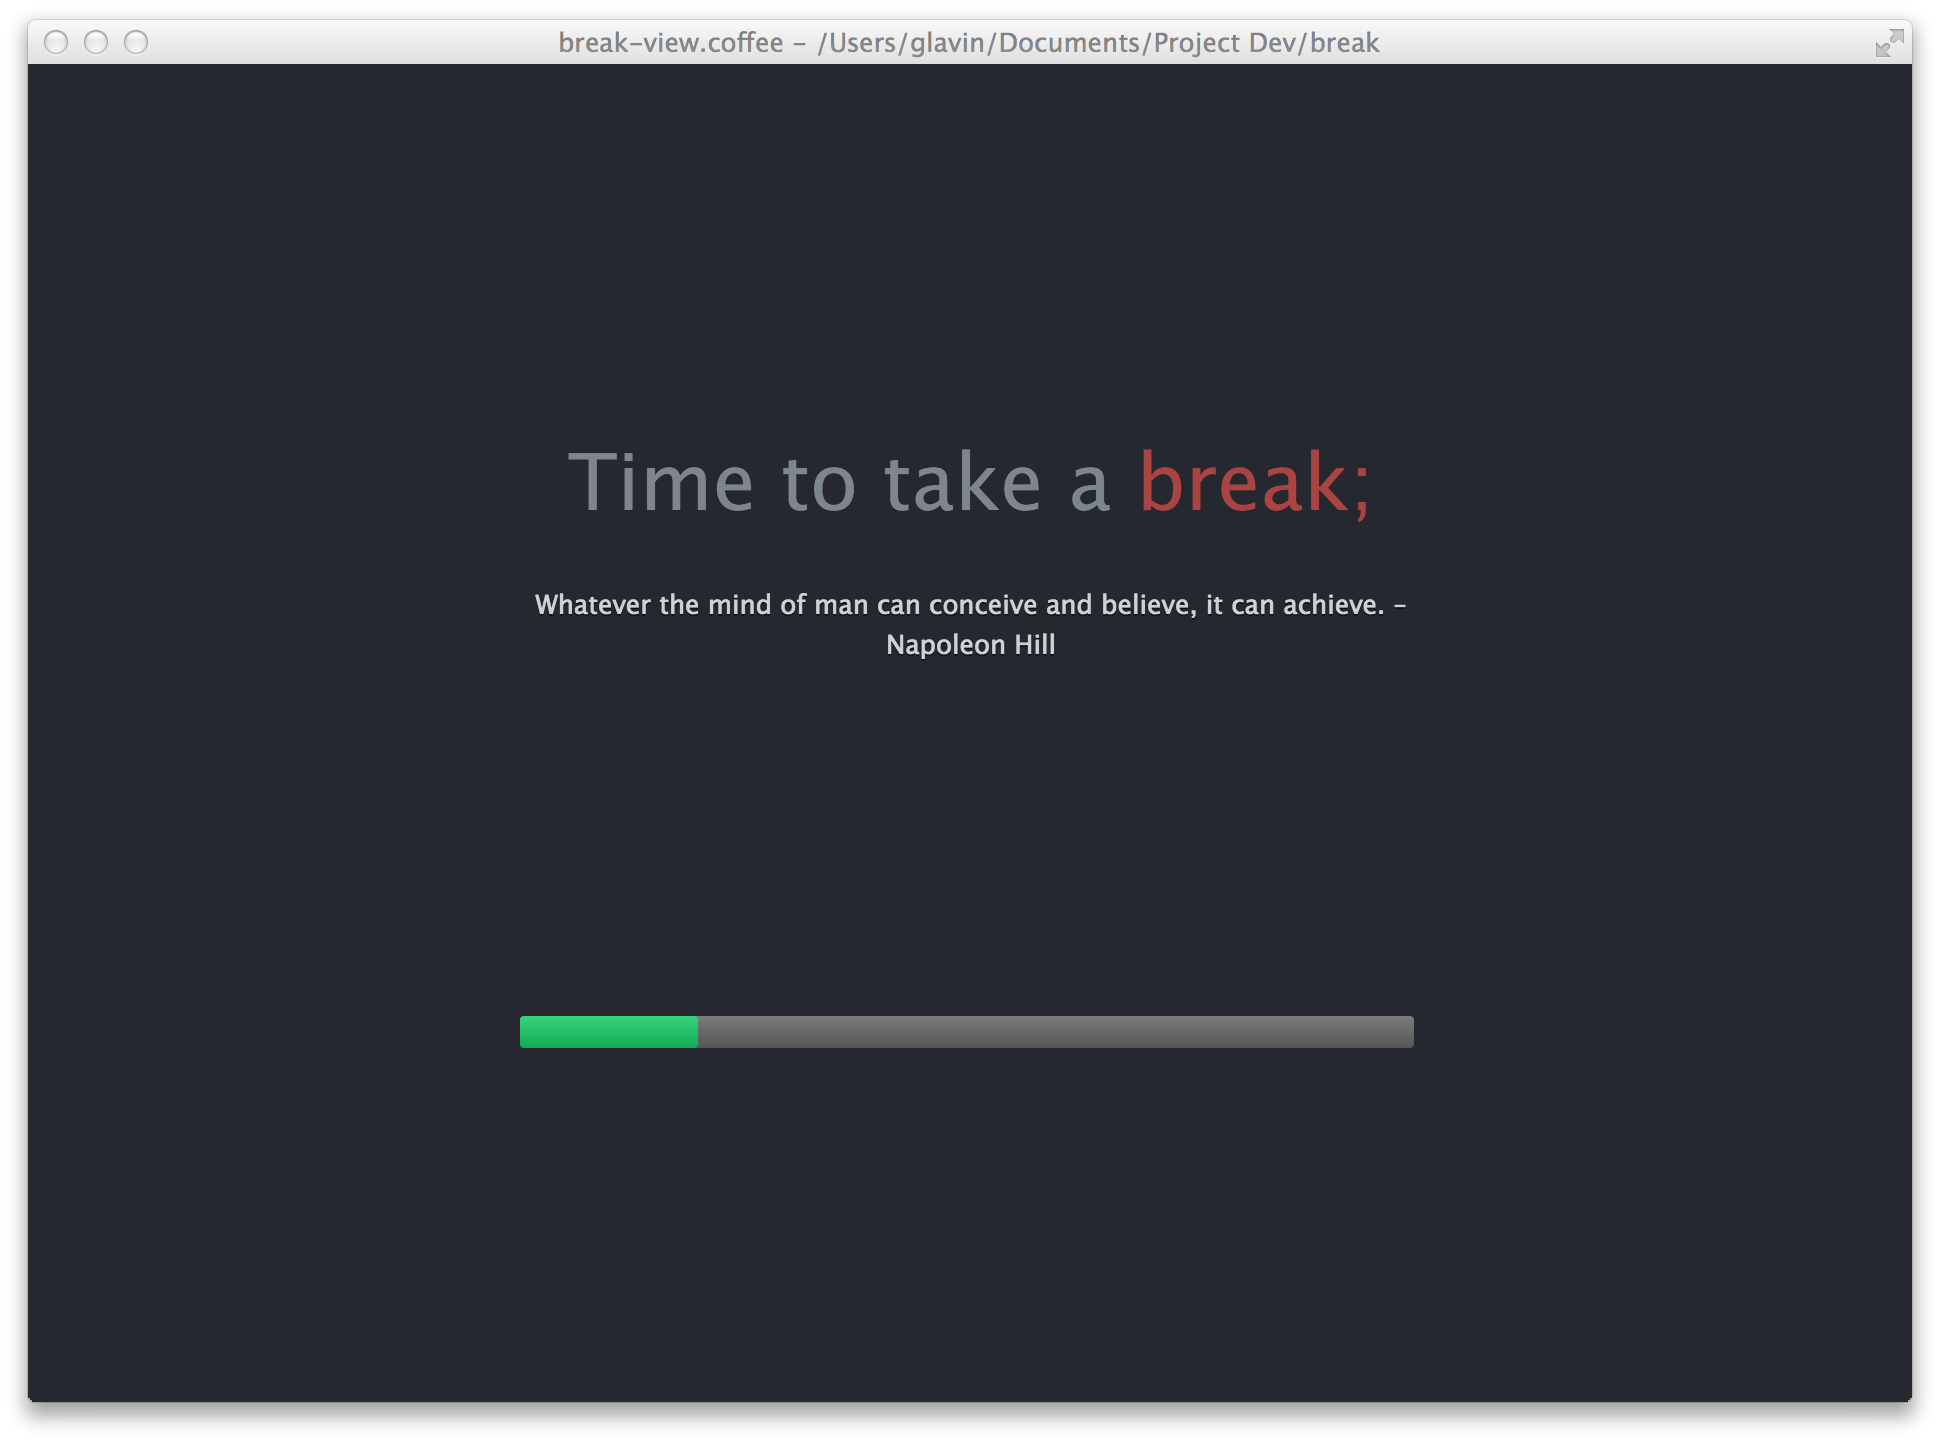 break-view.coffee – /Users/glavin/Documents/Project Dev/break
Time to take a break;
Whatever the mind of man can conceive and believe, it can achieve. –
Napoleon Hill